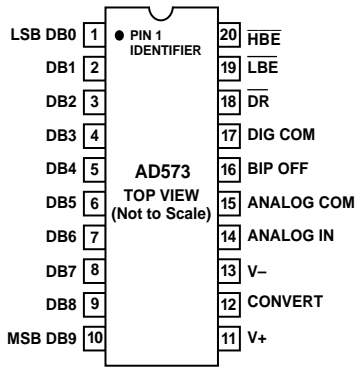 LSB DB0 1
DB1 2
DB2 3
DB3 4
DB4 5
DB5 6
DB6 7
DB7 8
DB8 9
MSB DB9 10
PIN 1
IDENTIFIER
AD573
TOP VIEW
(Not to Scale)
20 HBE
19 LBE
18 DR
17 DIG COM
16 BIP OFF
15 ANALOG COM
14 ANALOG IN
13 V–
12 CONVERT
11 V+